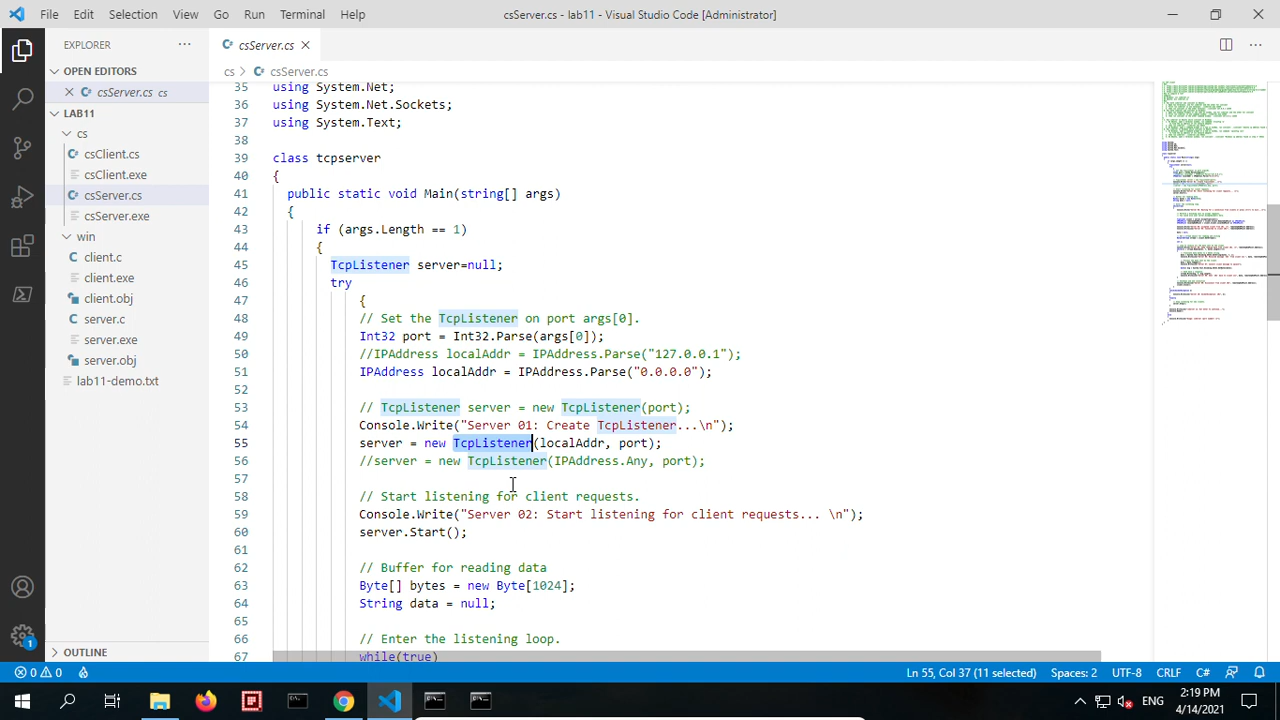 File Edit Selection View Go Run Terminal Help csServer.cs - lab11 - Visual Studio Code [Administrator]
EXPLORER ··· csServer.cs
OPEN EDITORS
csServer.cs cs
LAB11
cs
csClient.cs
csClient.exe
csServer.cs
csServer.exe
win
client.c
client.exe
client.obj
server.c
server.exe
server.obj
lab11-demo.txt
OUTLINE
cs > csServer.cs
35 using System.Net;
36 using System.Net.Sockets;
37 using System.Text;
38
39 class tcpserver
40 {
41 public static void Main(string[] args)
42 {
43 if (args.Length == 1)
44 {
45 TcpListener server=null;
46 try
47 {
48 // Set the TcpListener on port args[0].
49 Int32 port = Int32.Parse(args[0]);
50 //IPAddress localAddr = IPAddress.Parse("127.0.0.1");
51 IPAddress localAddr = IPAddress.Parse("0.0.0.0");
52
53 // TcpListener server = new TcpListener(port);
54 Console.Write("Server 01: Create TcpListener...\n");
55 server = new TcpListener(localAddr, port);
56 //server = new TcpListener(IPAddress.Any, port);
57
58 // Start listening for client requests.
59 Console.Write("Server 02: Start listening for client requests... \n");
60 server.Start();
61
62 // Buffer for reading data
63 Byte[] bytes = new Byte[1024];
64 String data = null;
65
66 // Enter the listening loop.
67 while(true)
0 0 Ln 55, Col 37 (11 selected) Spaces: 2 UTF-8 CRLF C#
1
ENG 2:19 PM
4/14/2021